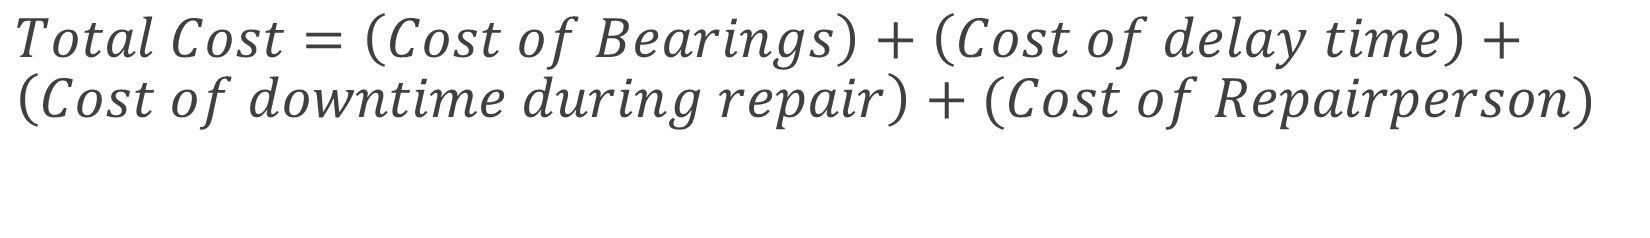 Total Cost = (Cost of Bearings) + (Cost of delay time) +
(Cost of downtime during repair) + (Cost of Repairperson)